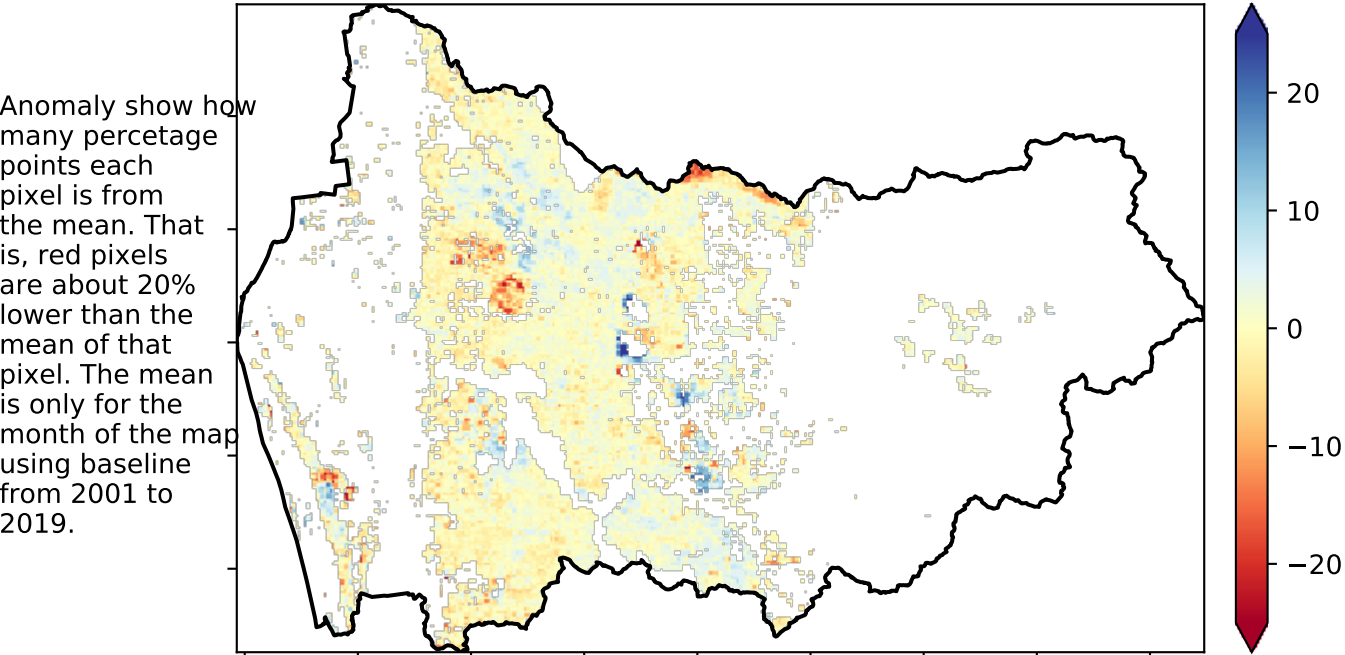 Anomaly show how
many percetage
points each
pixel is from
the mean. That
is, red pixels
are about 20%
lower than the
mean of that
pixel. The mean
is only for the
month of the map
using baseline
from 2001 to
2019.
20
10
0
−10
−20